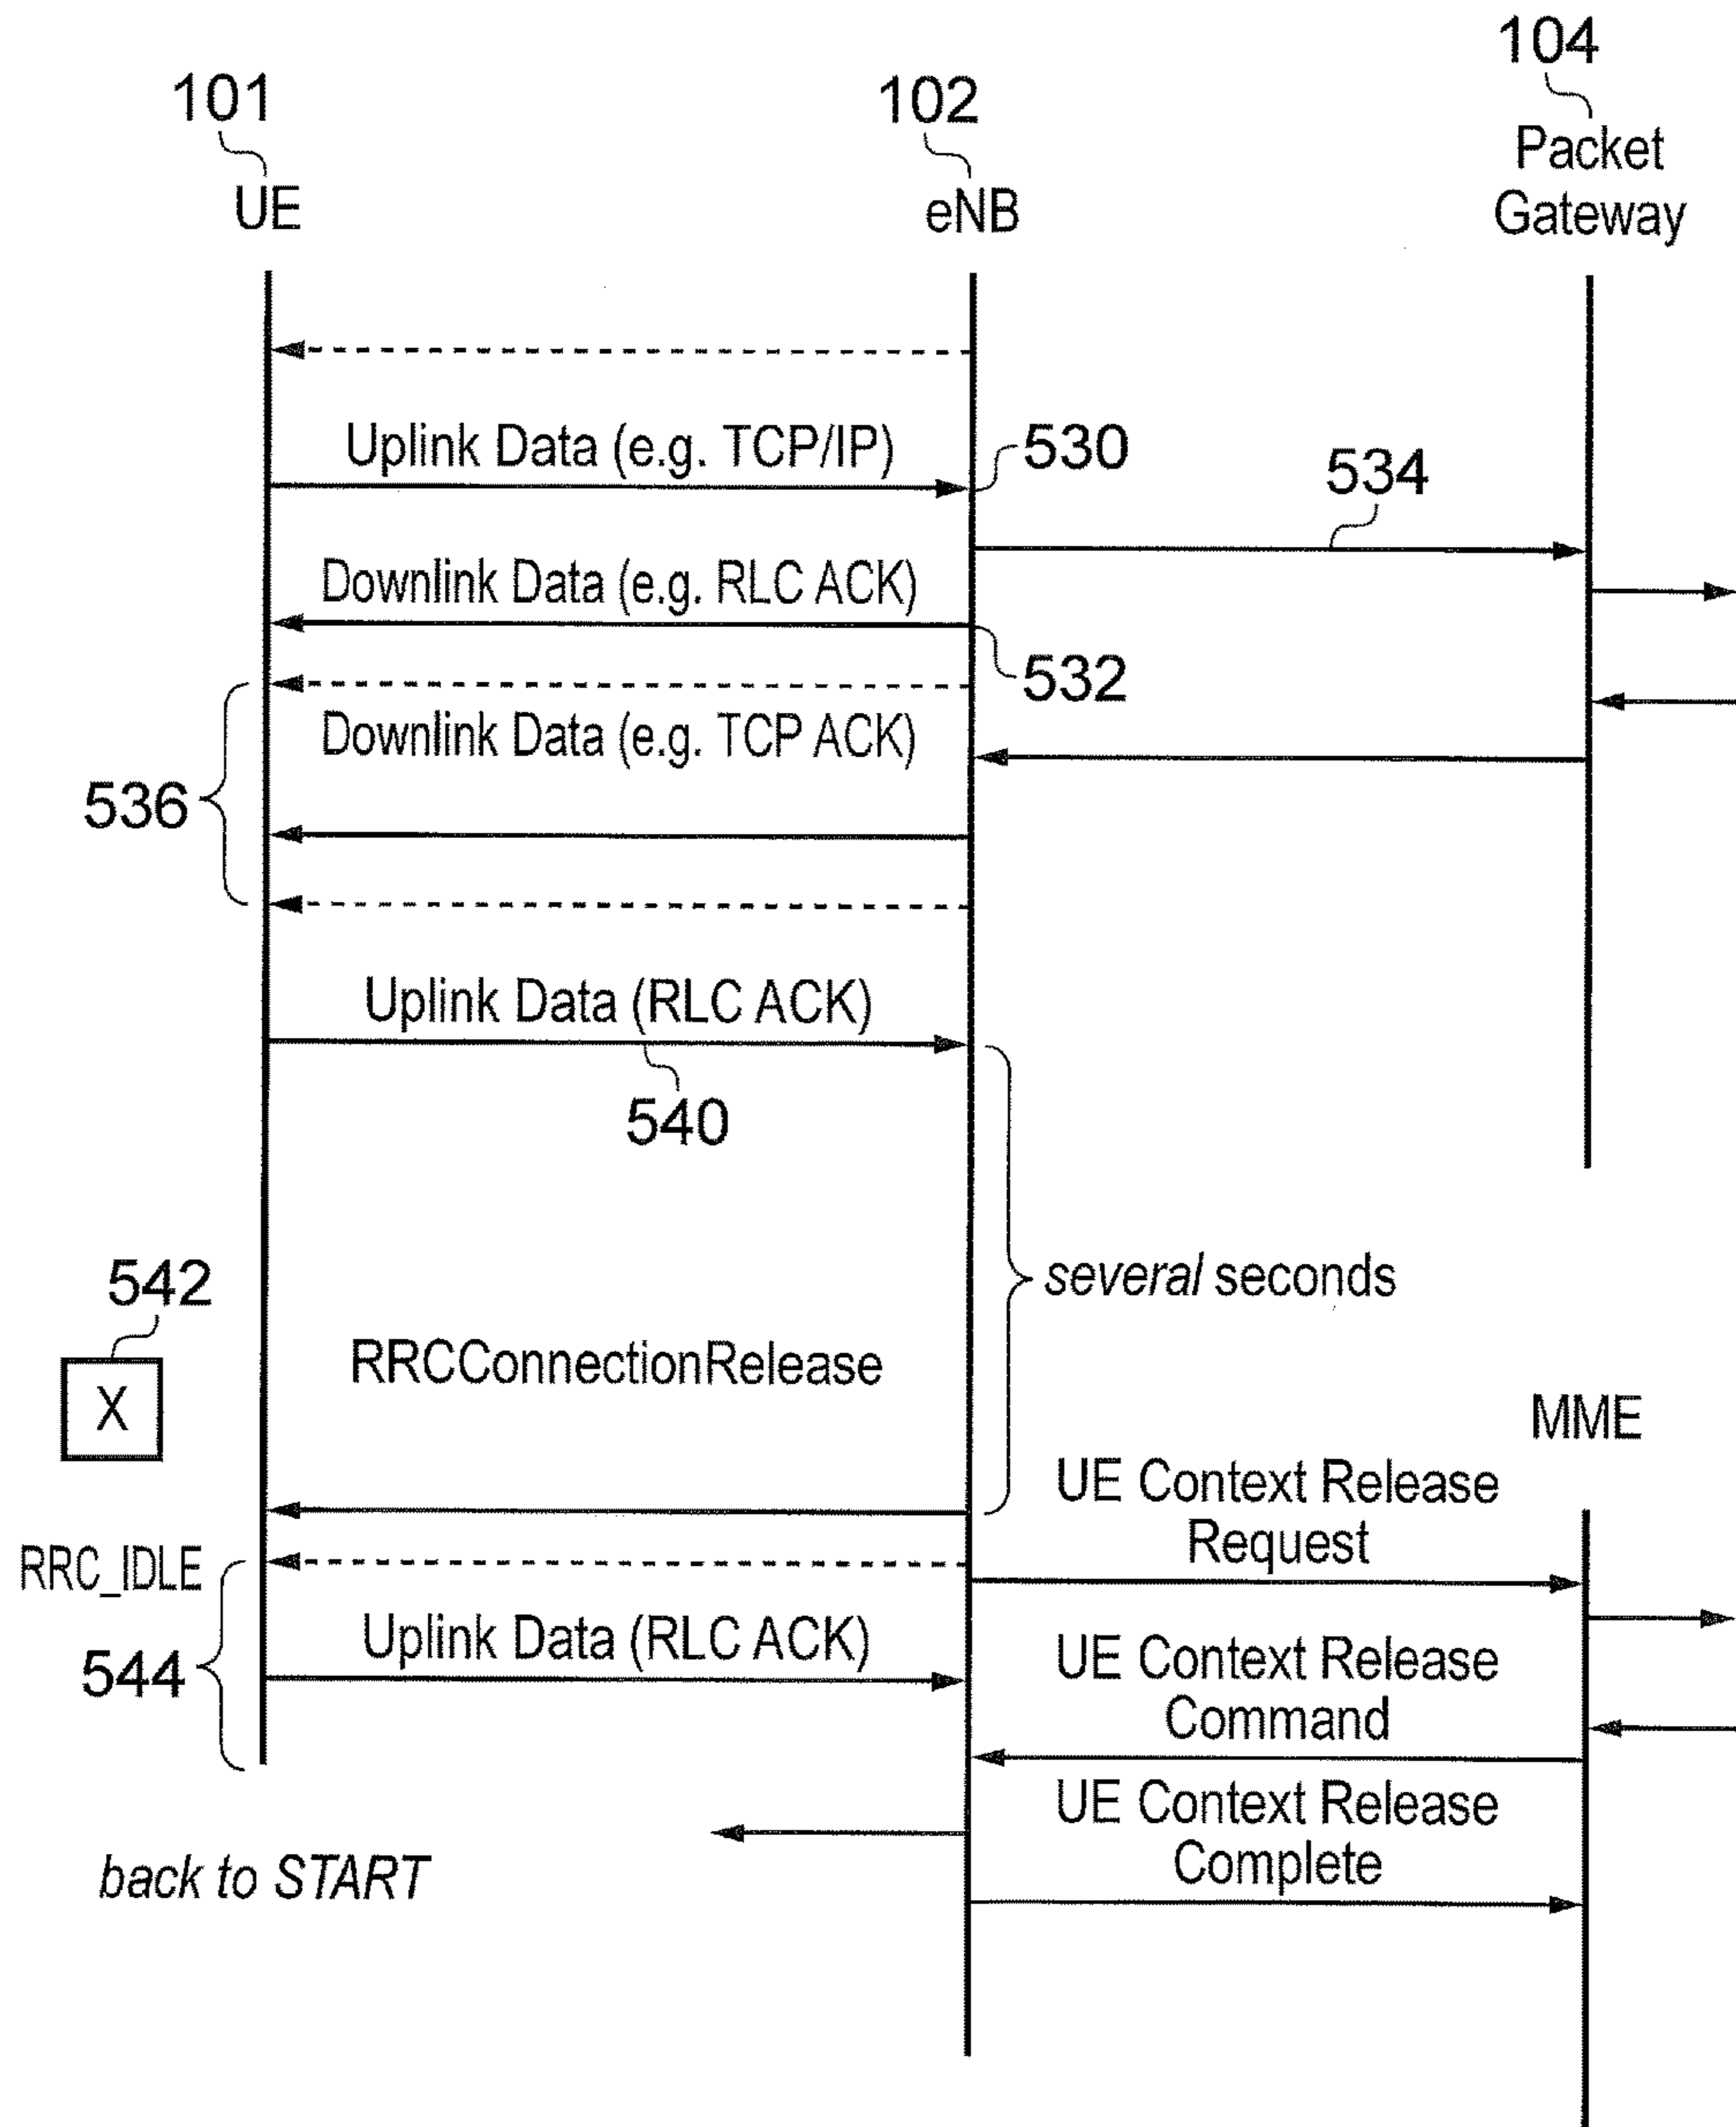 104
101
102
Packet
UE
eNB
Gateway
Uplink Data (e.g. TCP/IP)
530
534
Downlink Data (e.g. RLC ACK)
532
Downlink Data (e.g. TCP ACK)
536
Uplink Data (RLC ACK)
540
542
several seconds
RRCConnectionRelease
X
MME
UE Context Release
Request
RRC_IDLE
Uplink Data (RLC ACK)
544
UE Context Release
Command
UE Context Release
Complete
back to START